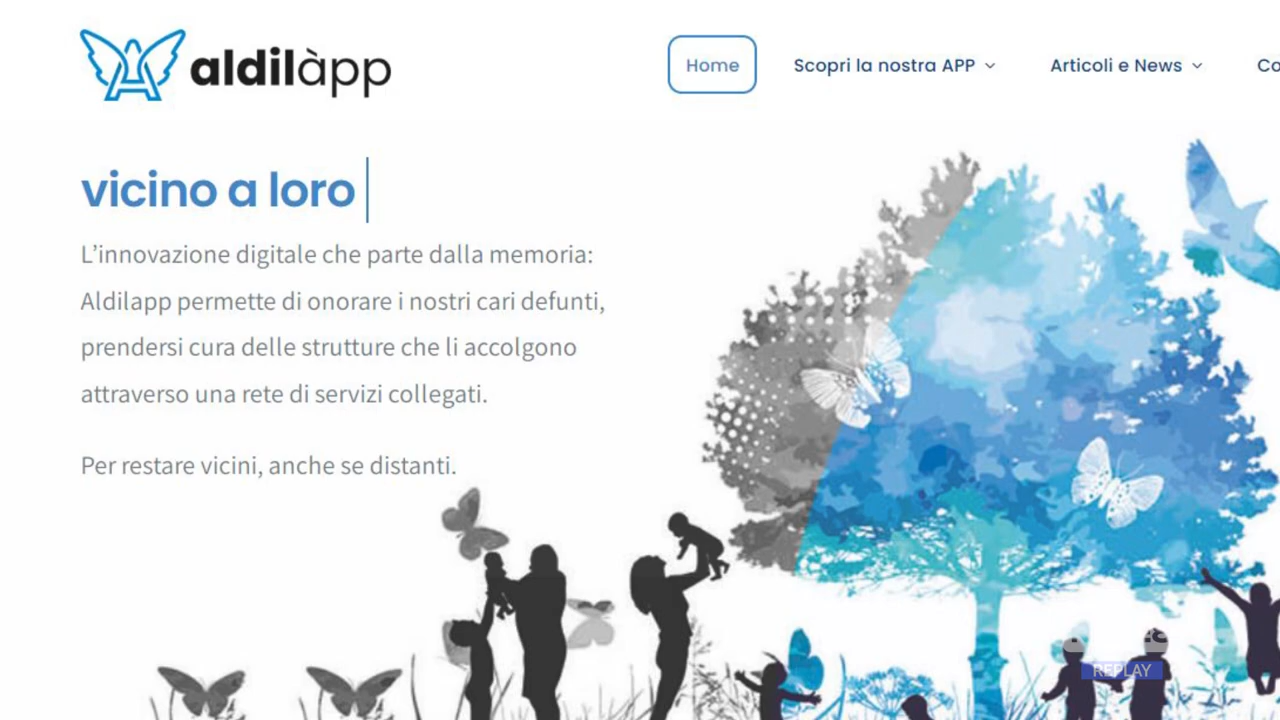 aldilàpp
Home
Scopri la nostra APP
Articoli e News
vicino a loro
L’innovazione digitale che parte dalla memoria:
Aldilapp permette di onorare i nostri cari defunti,
prendersi cura delle strutture che li accolgono
attraverso una rete di servizi collegati.
Per restare vicini, anche se distanti.
REPLAY